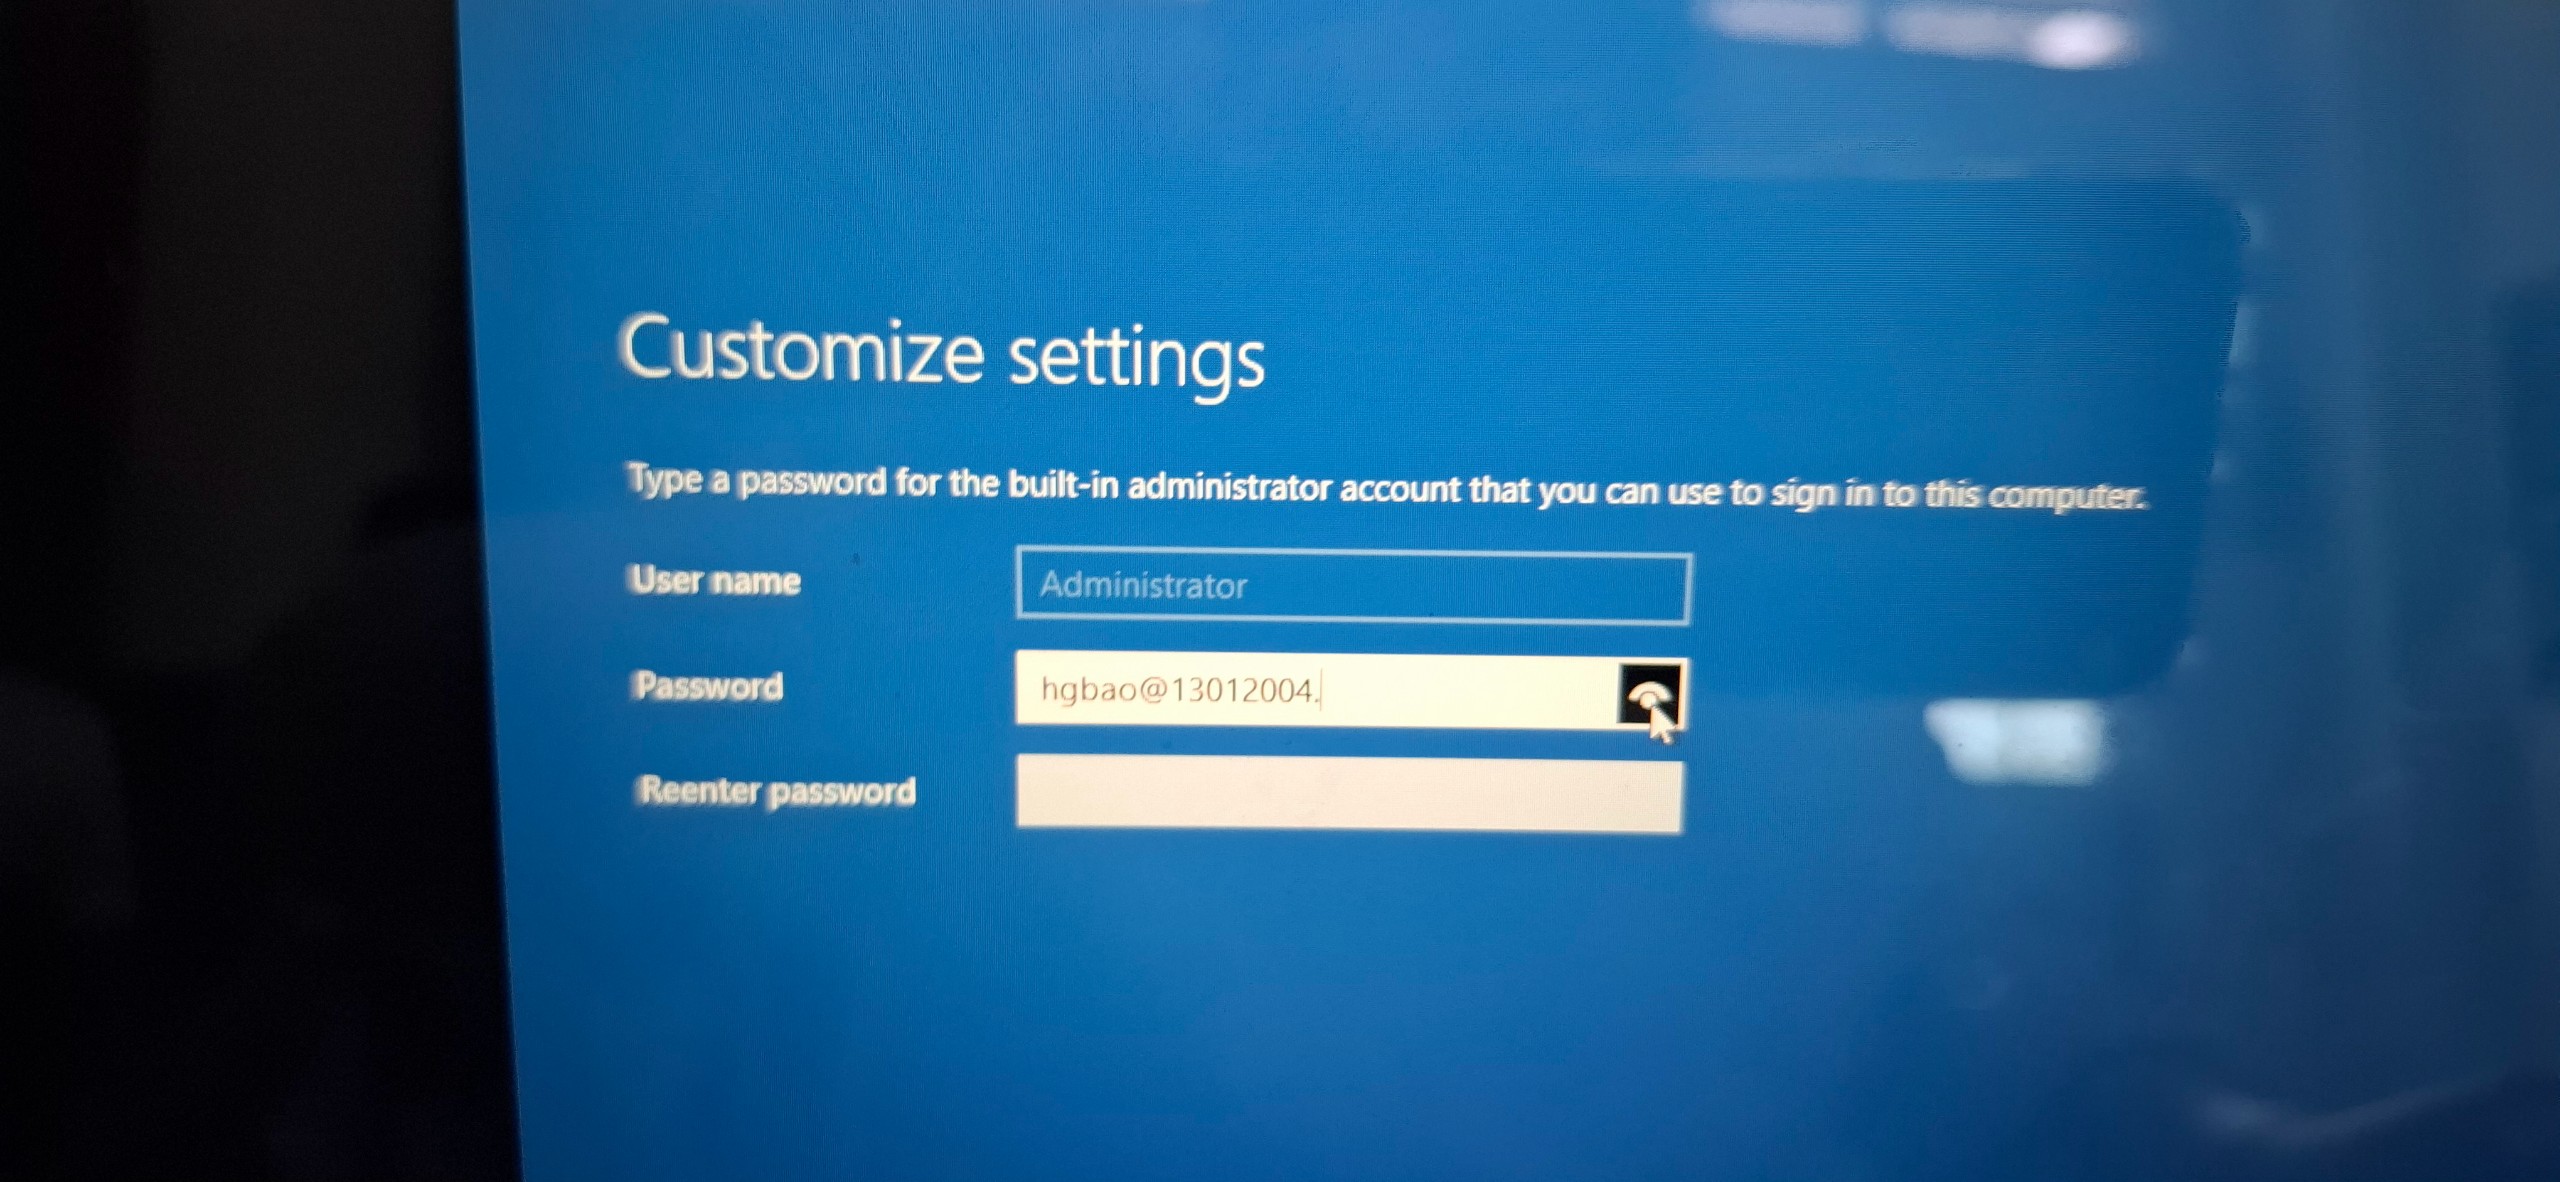 Customize settings
Type a password for the built-in administrator account that you can use to sign in to this computer.
User name
Administrator
Password
hgbao@13012004.
Reenter password